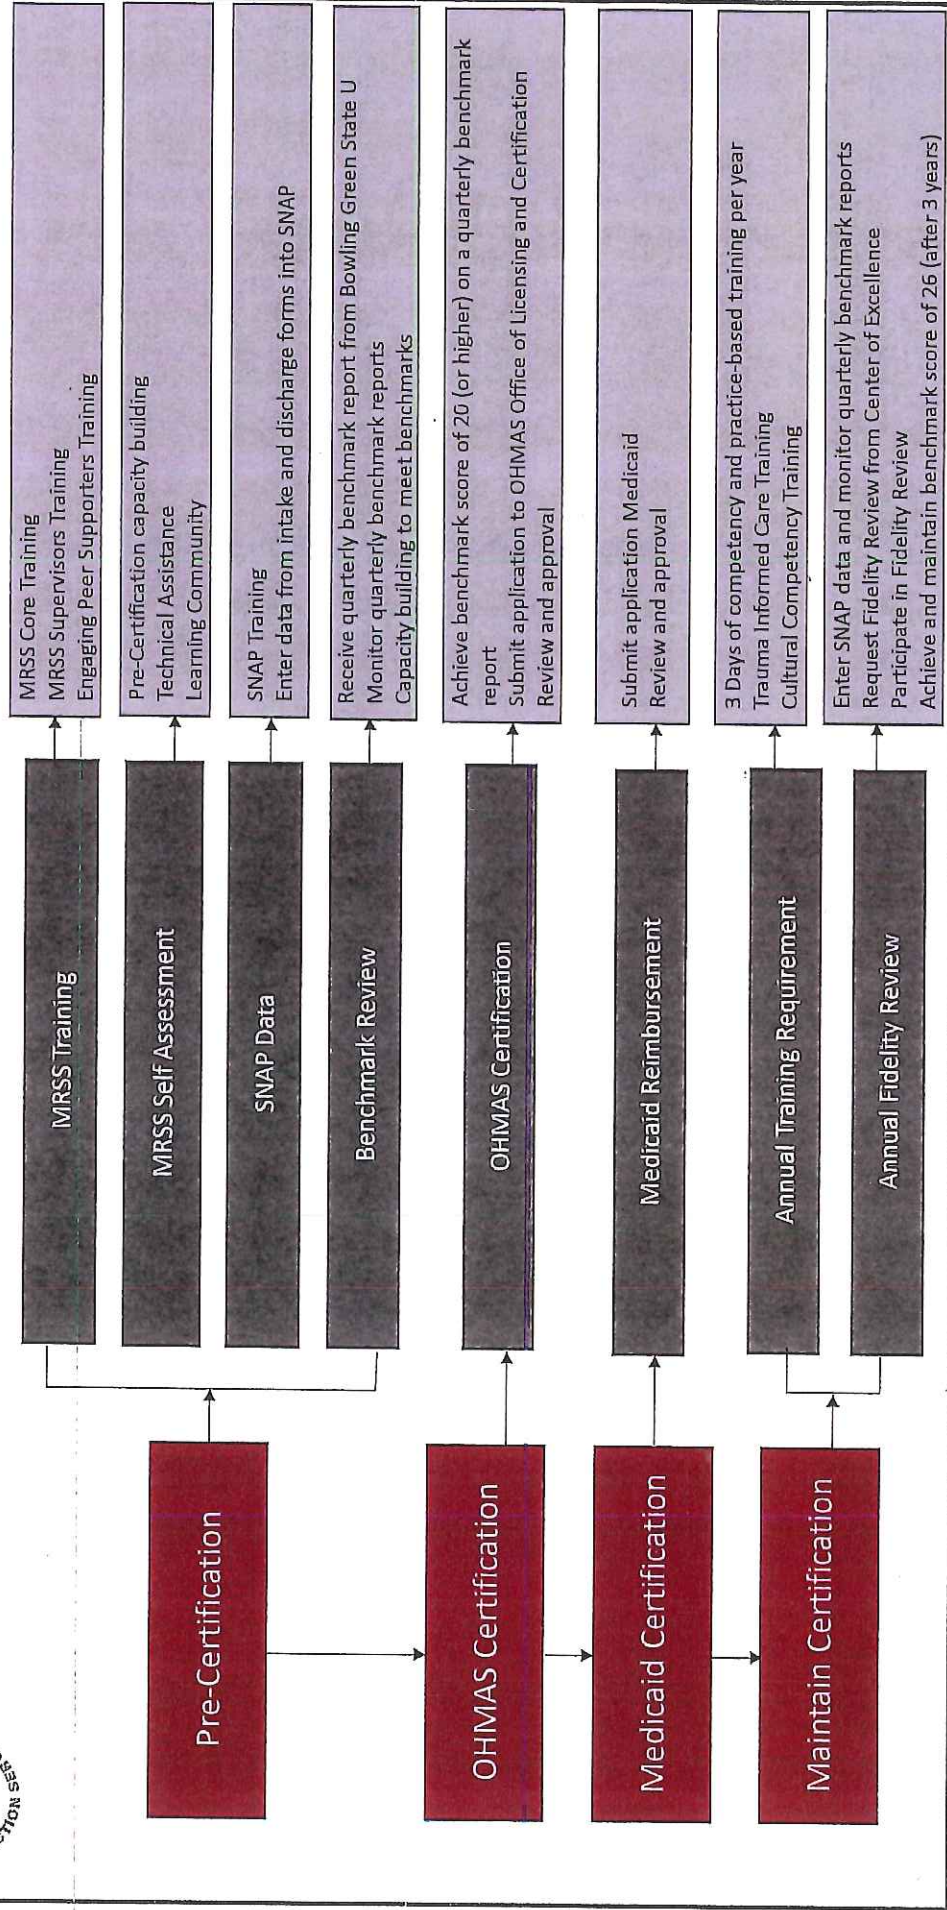 TION SER
Pre-Certification
MRSS Training
MRSS Core Training
MRSS Supervisors Training
Engaging Peer Supporters Training
MRSS Self Assessment
Pre-Certification capacity building
Technical Assistance
Learning Community
SNAP Data
SNAP Training
Enter data from intake and discharge forms into SNAP
Benchmark Review
Receive quarterly benchmark report from Bowling Green State U
Monitor quarterly benchmark reports
Capacity building to meet benchmarks
OHMAS Certification
OHMAS Certification
Achieve benchmark score of 20 (or higher) on a quarterly benchmark
report
Submit application to OHMAS Office of Licensing and Certification
Review and approval
Medicaid Certification
Medicaid Reimbursement
Submit application Medicaid
Review and approval
Maintain Certification
Annual Training Requirement
3 Days of competency and practice-based training per year
Trauma Informed Care Training
Cultural Competency Training
Annual Fidelity Review
Enter SNAP data and monitor quarterly benchmark reports
Request Fidelity Review from Center of Excellence
Participate in Fidelity Review
Achieve and maintain benchmark score of 26 (after 3 years)